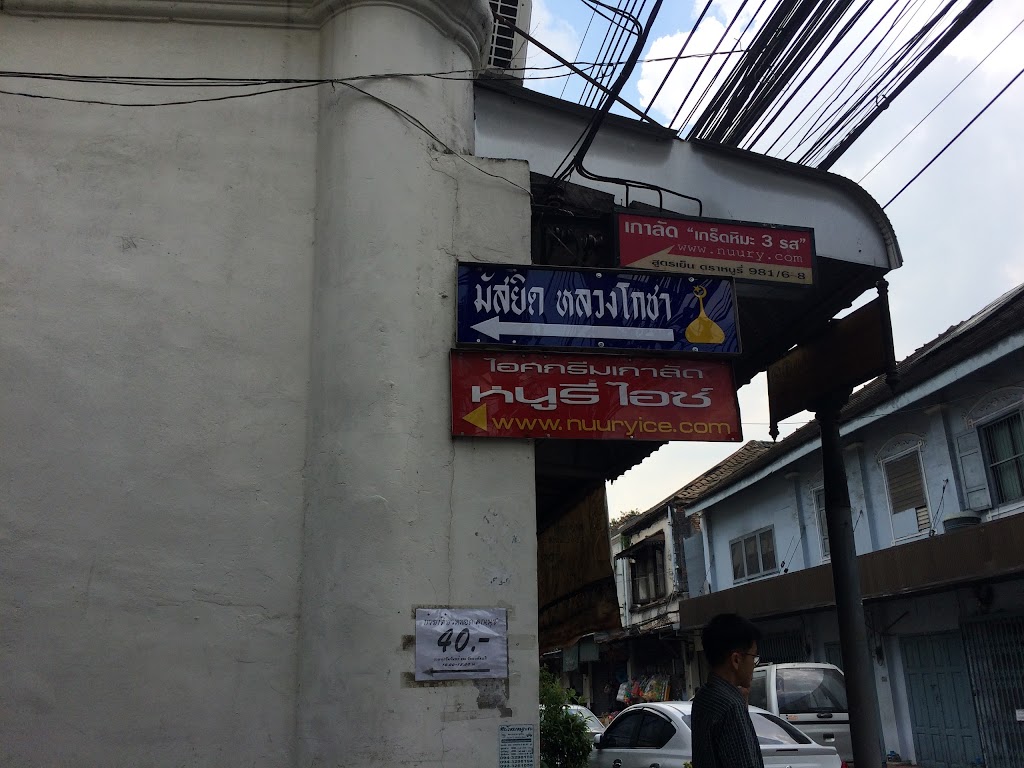 เกาลัด "เกร็ดหิมะ 3 รส"
www.nuury.com
สูตรเย็น ตราหนูรี่ 981/6-8
มัสยิด หลวงโกชา
ไอศกรีมเกาลัด
หนูรี่ ไอซ์
www.nuuryice.com
40.-